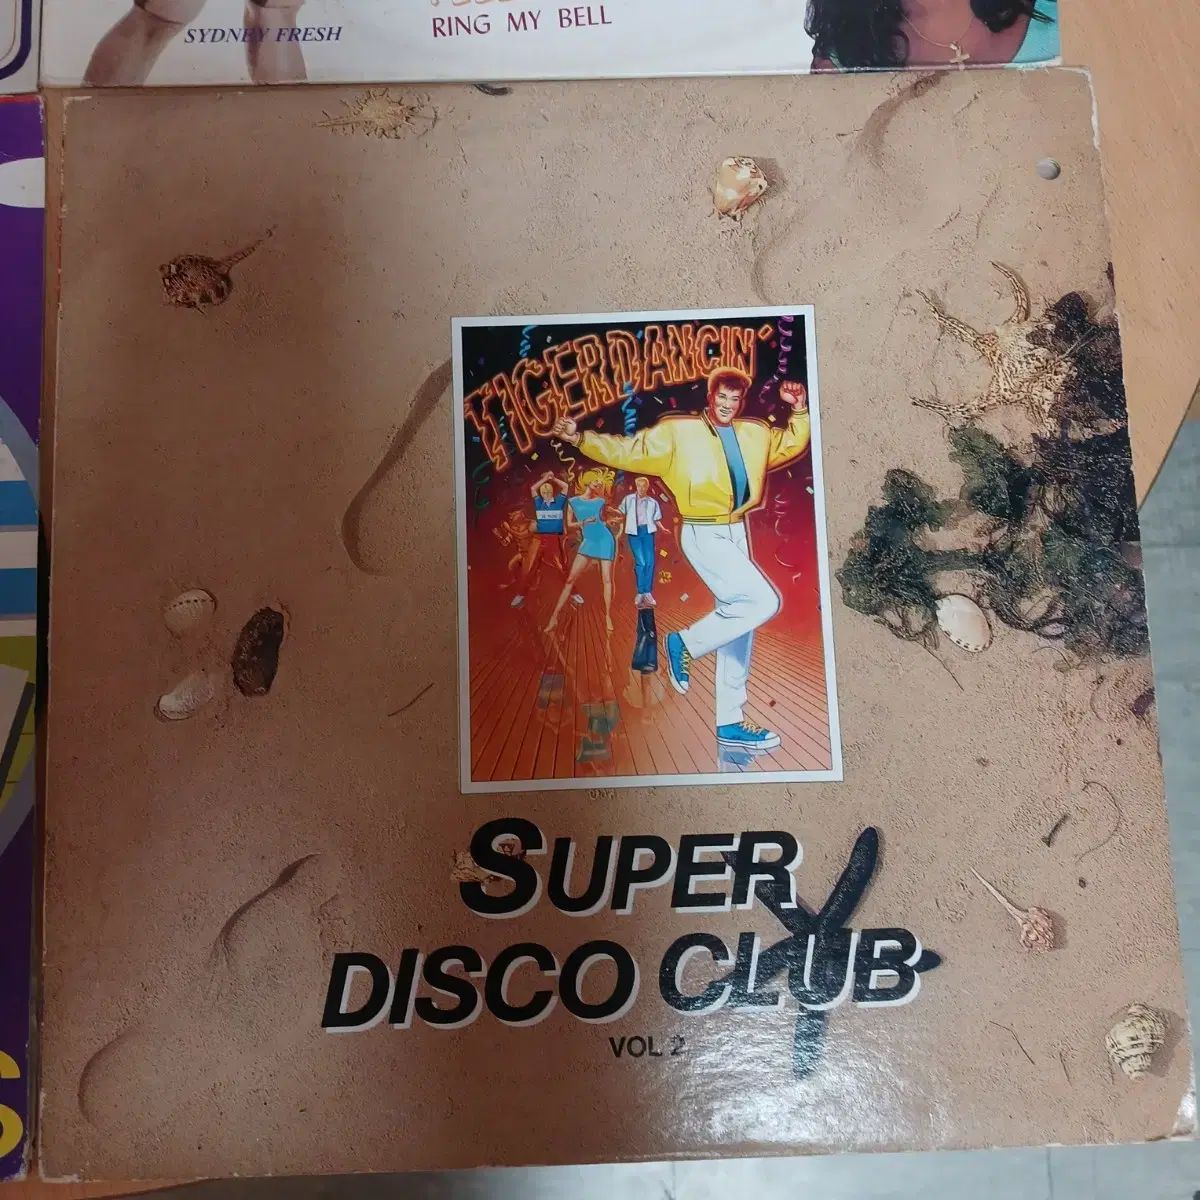 SYDNEY FRESH
RING MY BELL
TIGERDANCIN'
SUPER
DISCO CLUB
VOL 2
S